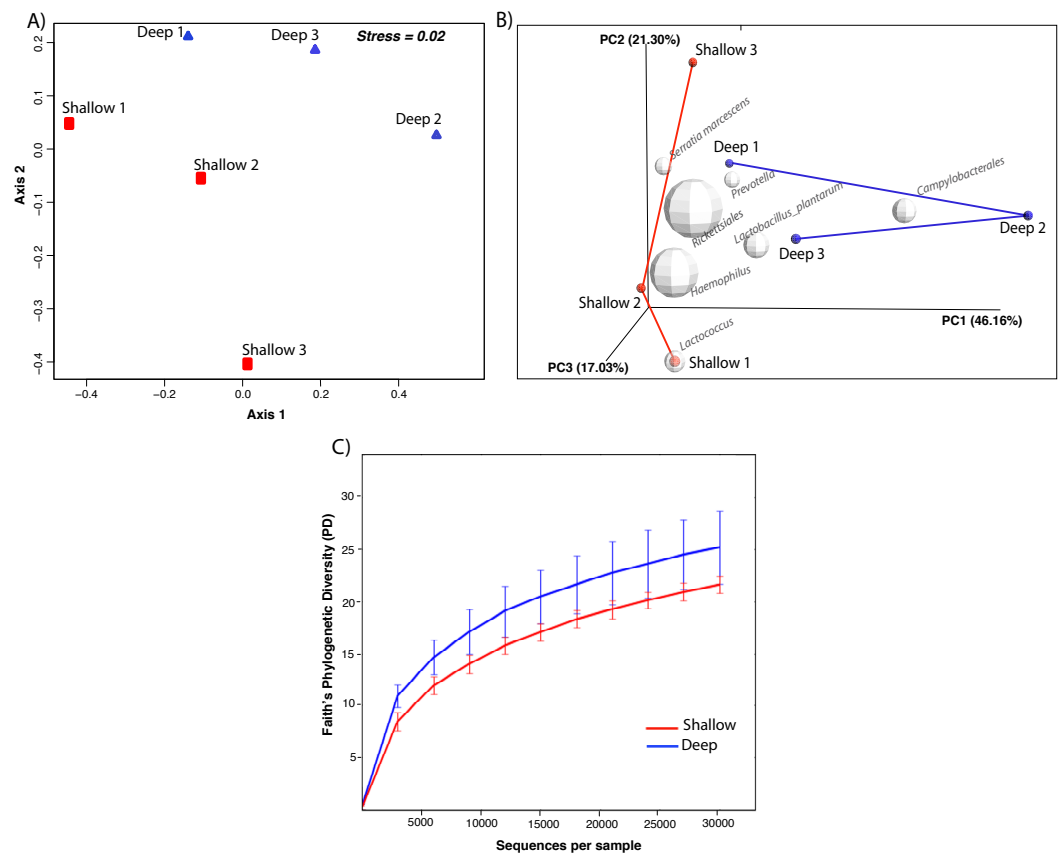 A)
Deep 1
Deep 3
Stress = 0.02
Shallow 1
Deep 2
Shallow 2
Shallow 3
0.2
0.1
0.0
−0.1
−0.2
−0.3
−0.4
Axis 2
−0.4
−0.2
0.0
0.2
0.4
Axis 1
B)
PC2 (21.30%)
Shallow 3
Serratia marcescens
Deep 1
Prevotella
Campylobacterales
Lactobacillus_plantarum
Rickettsiales
Deep 2
Deep 3
Haemophilus
Shallow 2
PC1 (46.16%)
Lactococcus
PC3 (17.03%)
Shallow 1
C)
Faith's Phylogenetic Diversity (PD)
30
25
20
15
10
5
Shallow
Deep
5000
10000
15000
20000
25000
30000
Sequences per sample